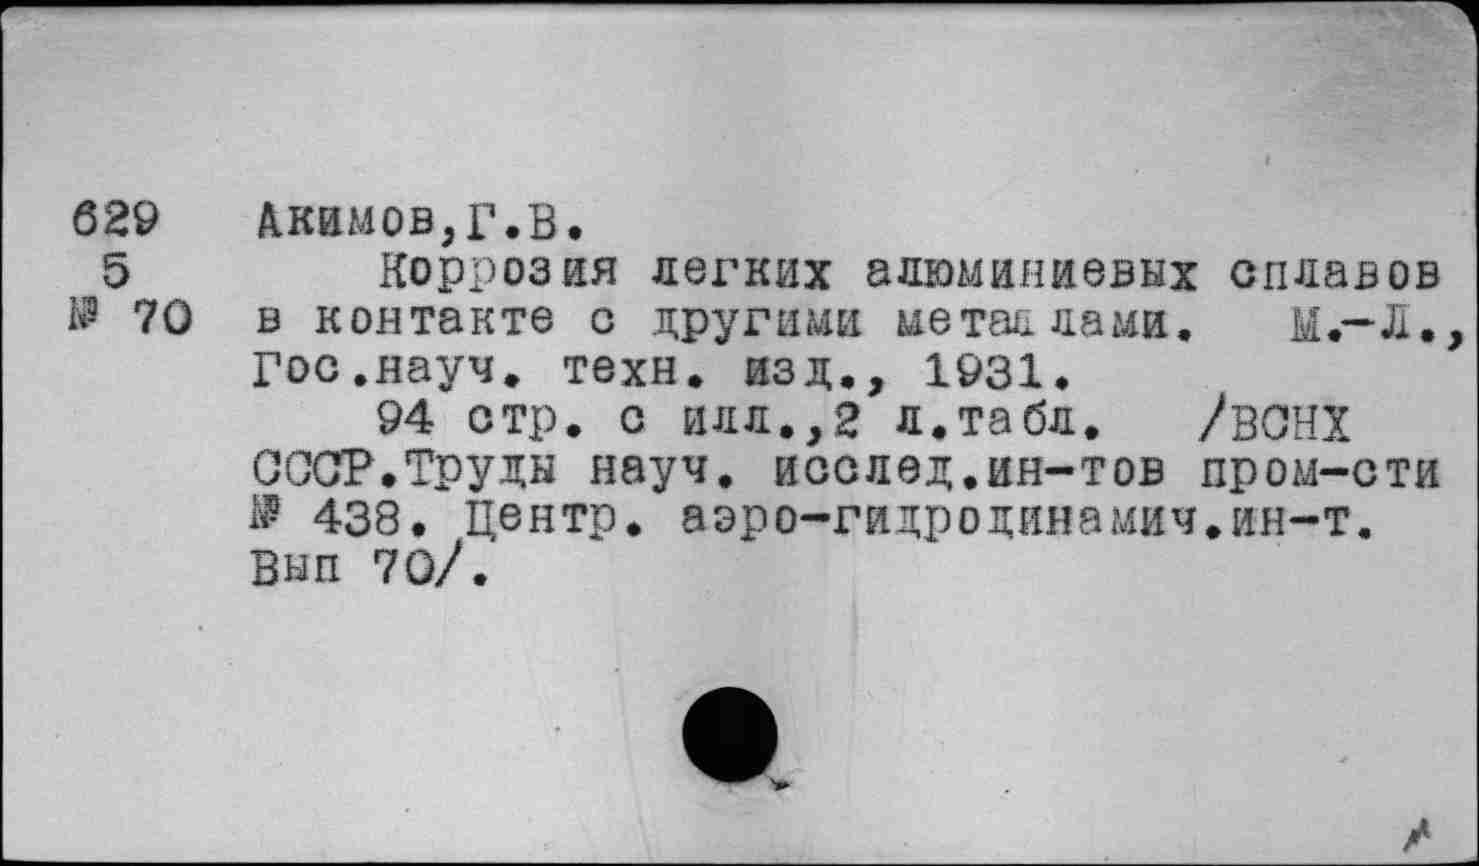 629 Акимов,Г.В.
5 Коррозия легких алюминиевых сплавов
№ 70 в контакте с другими металлами. М.-Л.,
Гос.науч. техн. изд., 1931.
94 стр. с илл.,2 л.табл. /ВСНХ
СССР.Труды науч. исслед.ин-тов пром-сти
№ 438. Центр. аэро-гидродинамич.ин-т.
Вып 70/.